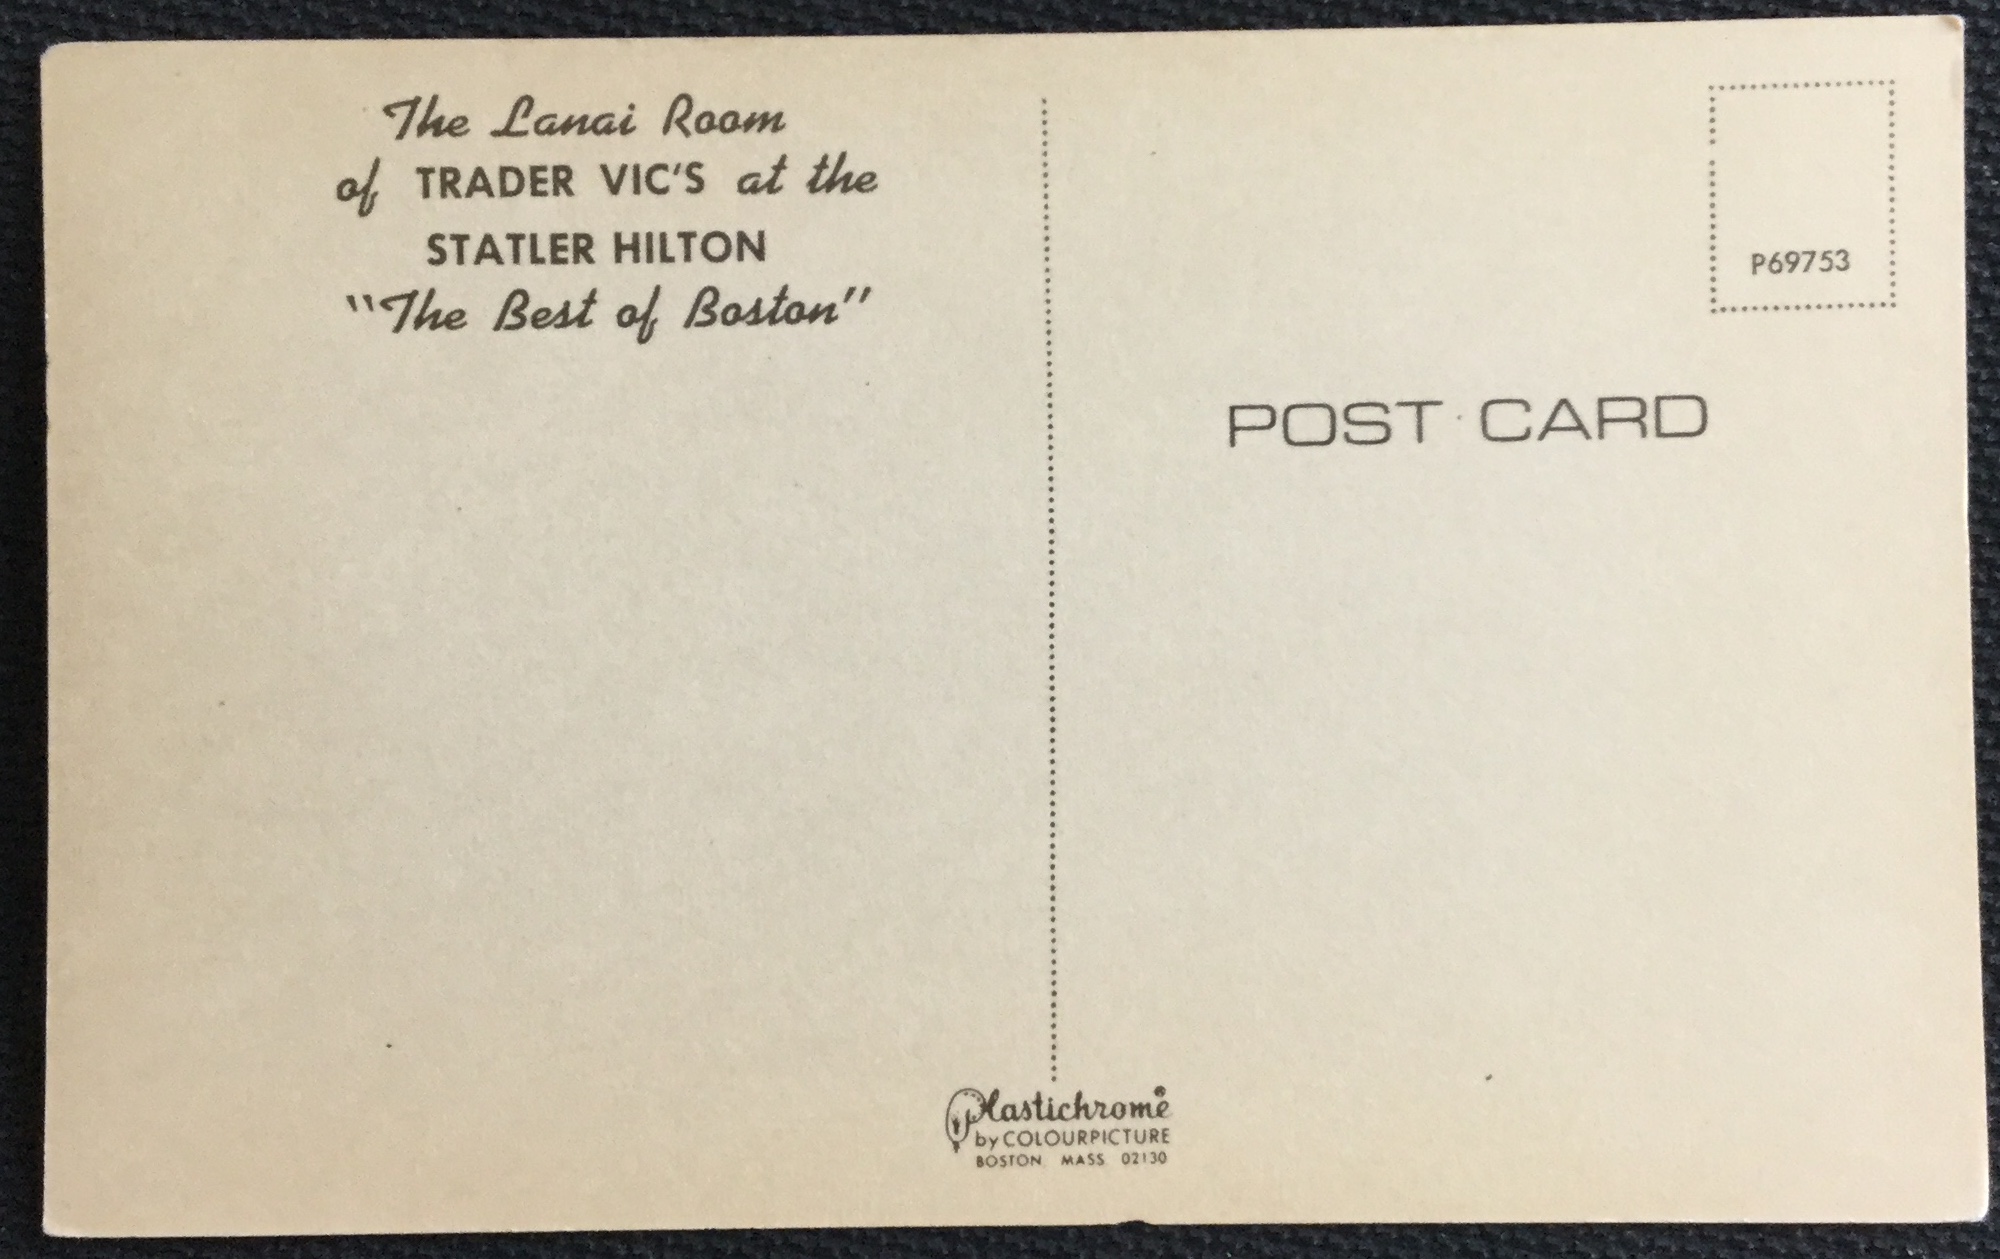 The Lanai Room
of TRADER VIC'S at the
STATLER HILTON
"The Best of Boston"
P69753
POST CARD
Plastichrome®
by COLOURPICTURE
BOSTON MASS 02130